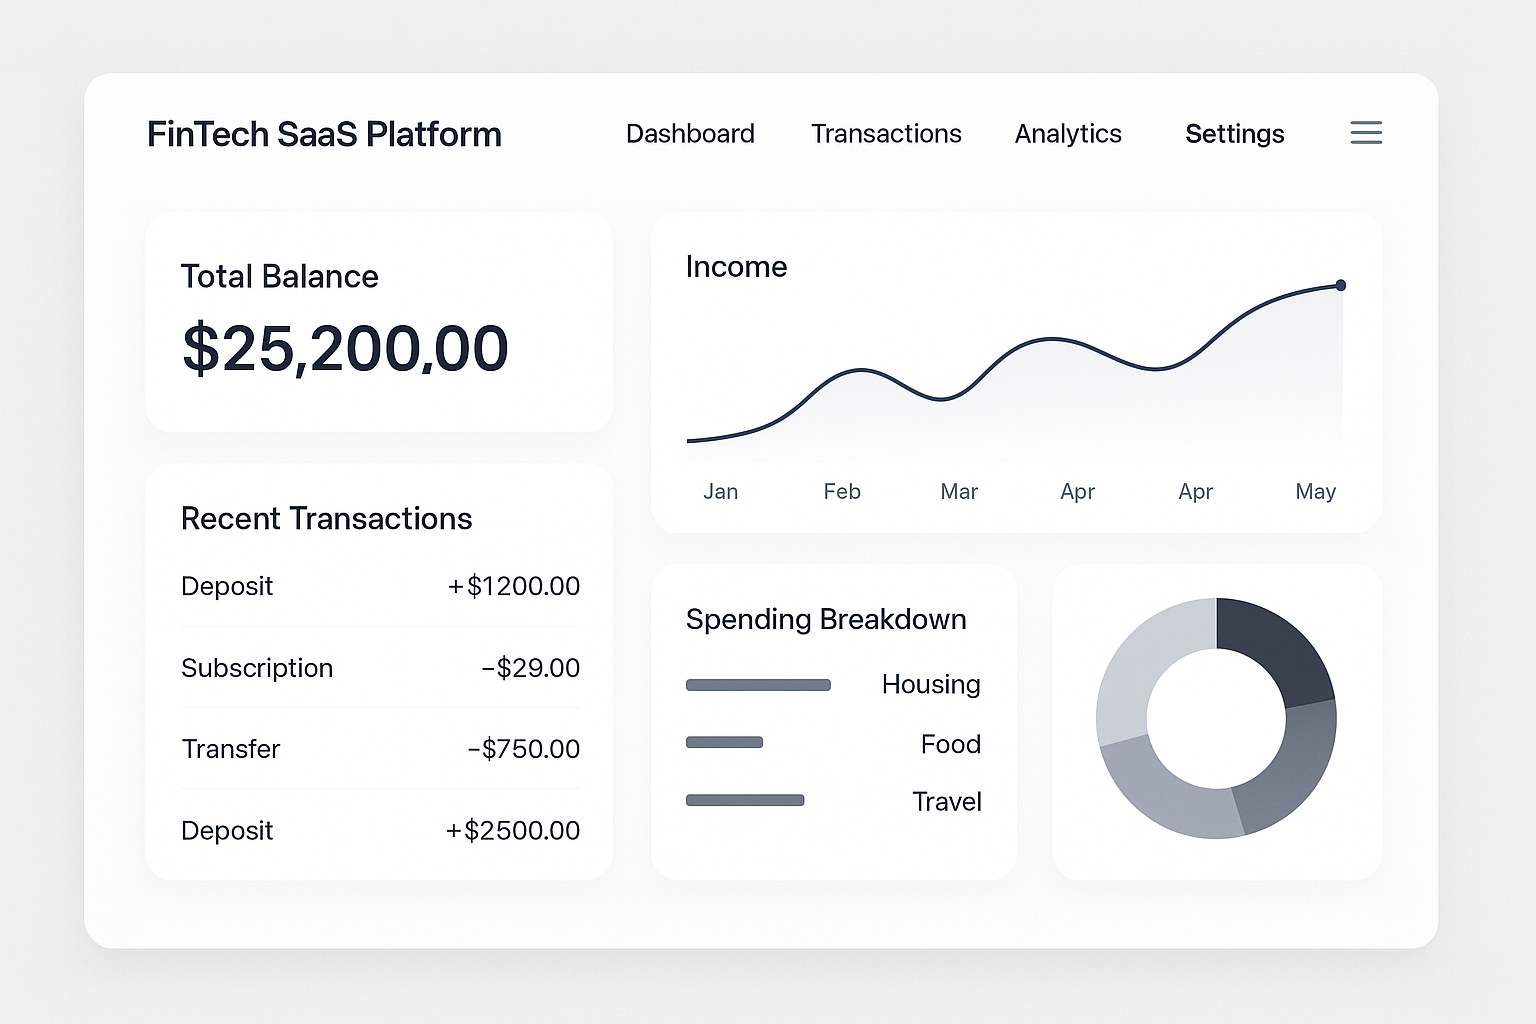 FinTech SaaS Platform
Dashboard Transactions Analytics Settings
Total Balance
$25,200,00
Recent Transactions
Deposit +$1200.00
Subscription −$29.00
Transfer −$750.00
Deposit +$2500.00
Income
Jan Feb Mar Apr Apr May
Spending Breakdown
Housing
Food
Travel